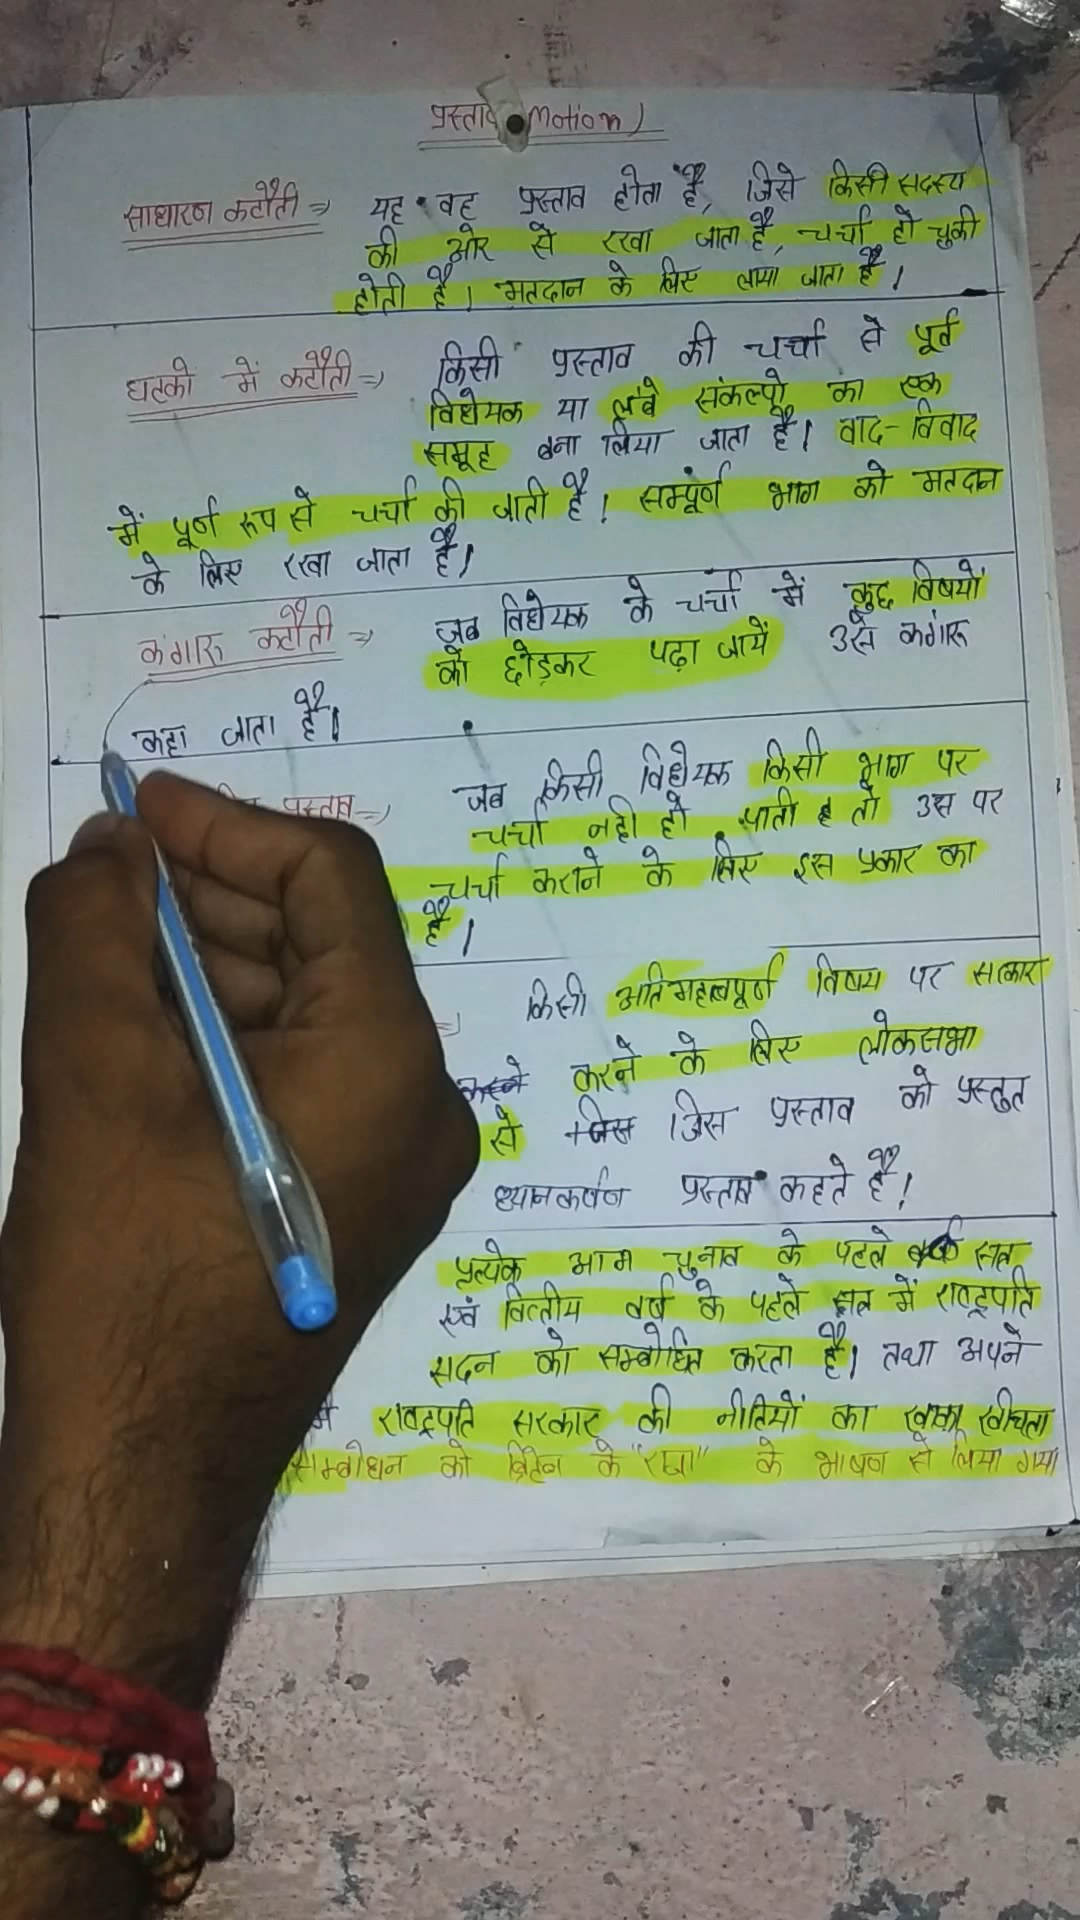 प्रस्ताव Motion)
साधारण कटौती ⇒ यह वह प्रस्ताव होता है, जिसे किसी सदस्य
की ओर से रखा जाता है, चर्चा हो चुकी
होती है। मतदान के लिए लाया जाता है।
घटको में कटौती ⇒ किसी प्रस्ताव की चर्चा से पूर्व
विधेयक या लंबे संकल्पो का एक
समूह बना लिया जाता है। वाद-विवाद
में पूर्ण रूप से चर्चा की जाती है। सम्पूर्ण भाग को मतदान
के लिए रखा जाता है।
कंगारू कटौती ⇒ जब विधेयक के चर्चा में कुछ विषयों
को छोड़कर पढ़ा जायें उसे कगांरू
कहा जाता है।
प्रस्ताव ⇒ जब किसी विधेयक किसी भाग पर
चर्चा नही हो पाती है तो उस पर
चर्चा कराने के लिए इस प्रकार का
है।
किसी अतिमहत्वपूर्ण विषय पर सत्कार
करने के लिए लोकसभा
से जिस प्रस्ताव को प्रस्तुत
ध्यानकर्षण प्रस्ताव कहते है।
प्रत्येक आम चुनाव के पहले सत्र
एवं वित्तीय वर्ष के पहले सत्र में राष्ट्रपति
सदन को सम्बोधित करता है। तथा अपने
में राष्ट्रपति सरकार की नीतियों का खाका खीचता
सम्बोधन को ब्रिटेन के के भाषण से लिया गया